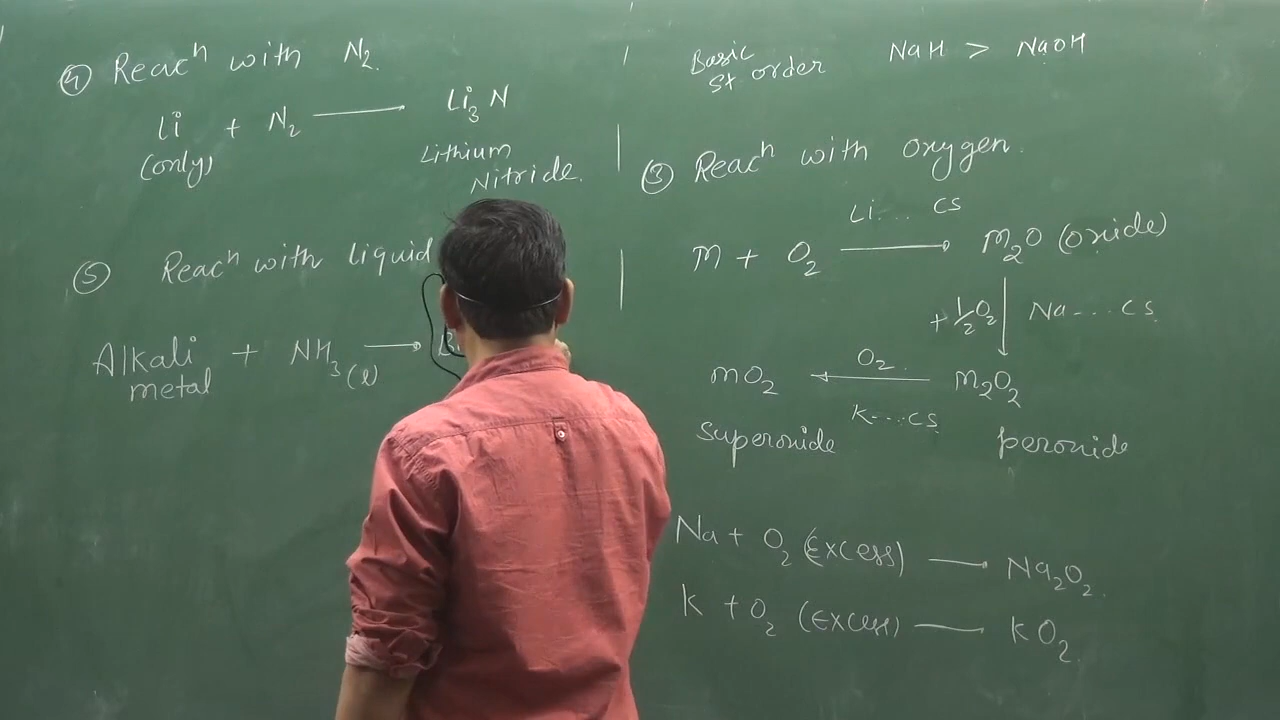 ④ Reacⁿ with N₂.
Li + N₂ ⟶ Li₃N
(only)
Lithium
Nitride.
⑤ Reacⁿ with liquid
Alkali + NH₃(l) ⟶
metal
Basic NaH > NaOH
st order
③ Reacⁿ with oxygen.
Li... Cs
M + O₂ ⟶ M₂O (oxide)
+½O₂ ↓ Na...Cs
O₂
MO₂ ⟵ M₂O₂
K...Cs
superoxide peroxide
Na + O₂ (Excess) ⟶ Na₂O₂.
K + O₂ (Excess) ⟶ KO₂.